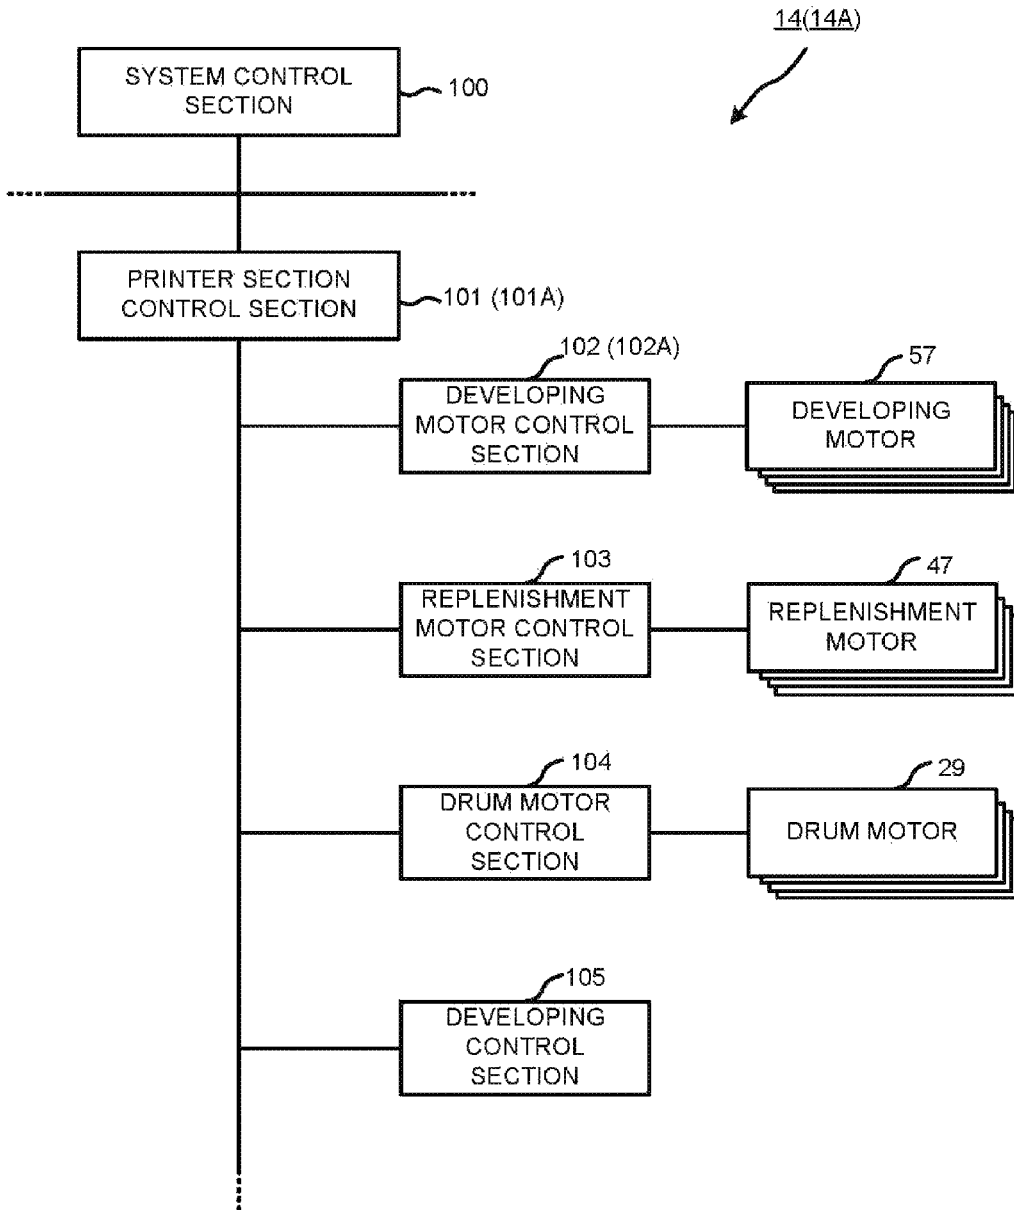 14(14A)
SYSTEM CONTROL
SECTION
100
PRINTER SECTION
CONTROL SECTION
101 (101A)
102 (102A)
DEVELOPING
MOTOR CONTROL
SECTION
57
DEVELOPING
MOTOR
103
REPLENISHMENT
MOTOR CONTROL
SECTION
47
REPLENISHMENT
MOTOR
104
DRUM MOTOR
CONTROL
SECTION
29
DRUM MOTOR
105
DEVELOPING
CONTROL
SECTION